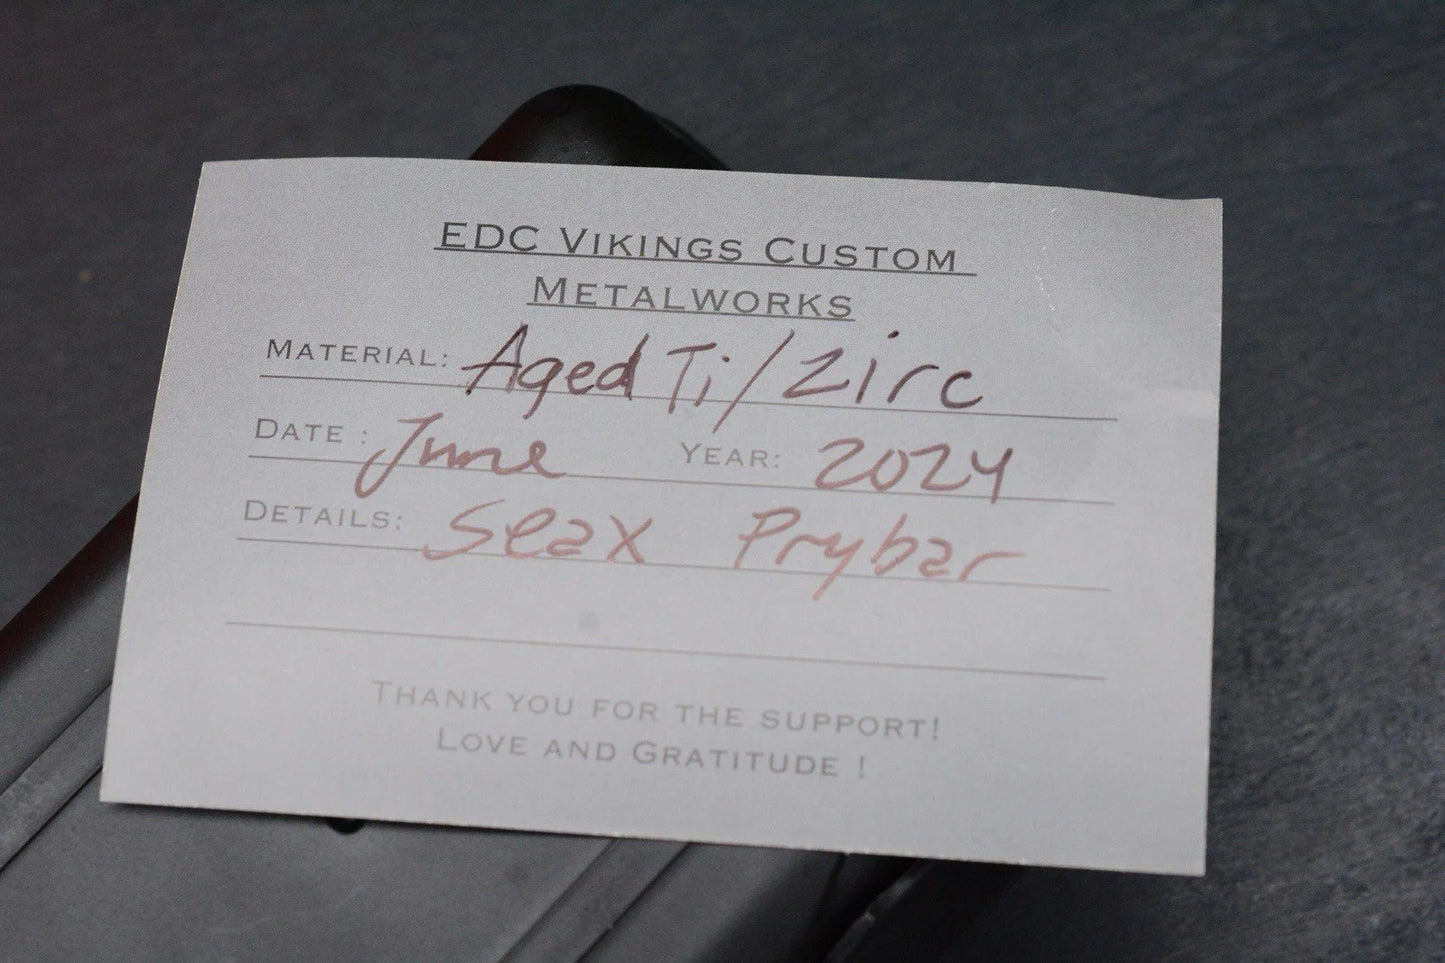 EDC Vikings Custom
Metalworks
Material: Aged Ti/Zirc
Date : June Year: 2024
Details: Seax Prybar
Thank you for the support!
Love and Gratitude !